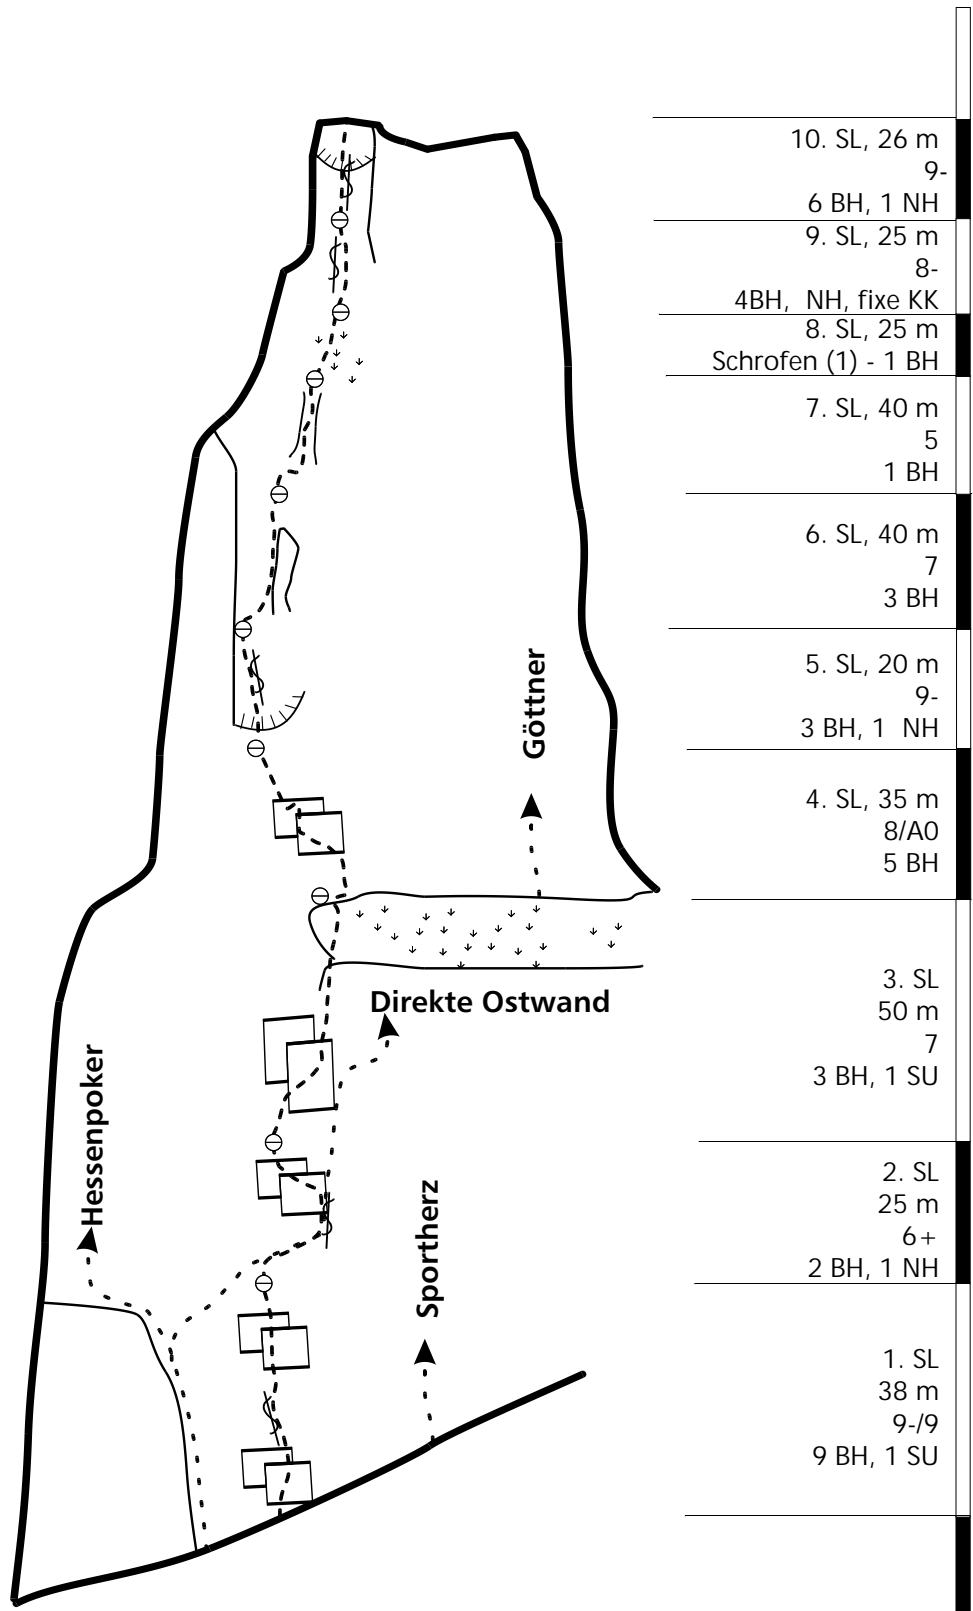 10. SL, 26 m
9-
6 BH, 1 NH
9. SL, 25 m
8-
4BH,  NH, fixe KK
8. SL, 25 m
Schrofen (1) - 1 BH
7. SL, 40 m
5
1 BH
6. SL, 40 m
7
3 BH
5. SL, 20 m
9-
3 BH, 1  NH
4. SL, 35 m
8/A0
5 BH
3. SL
50 m
7
3 BH, 1 SU
2. SL
25 m
6+
2 BH, 1 NH
1. SL
38 m
9-/9
9 BH, 1 SU
Göttner
Direkte Ostwand
Hessenpoker
Sportherz